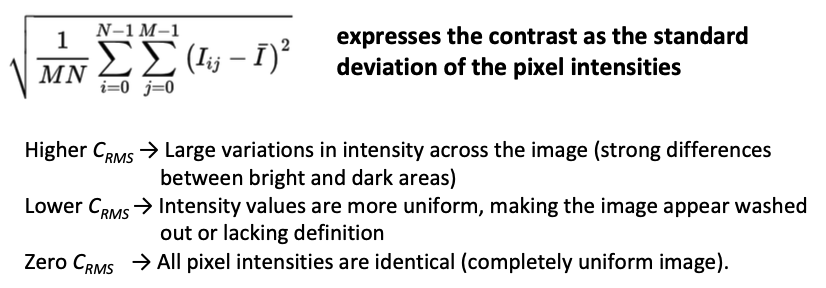 \sqrt{\frac{1}{MN} \sum_{i=0}^{N-1} \sum_{j=0}^{M-1} (I_{ij} - \bar{I})^2}
expresses the contrast as the standard
deviation of the pixel intensities
Higher C_{RMS} → Large variations in intensity across the image (strong differences
between bright and dark areas)
Lower C_{RMS} → Intensity values are more uniform, making the image appear washed
out or lacking definition
Zero C_{RMS} → All pixel intensities are identical (completely uniform image).